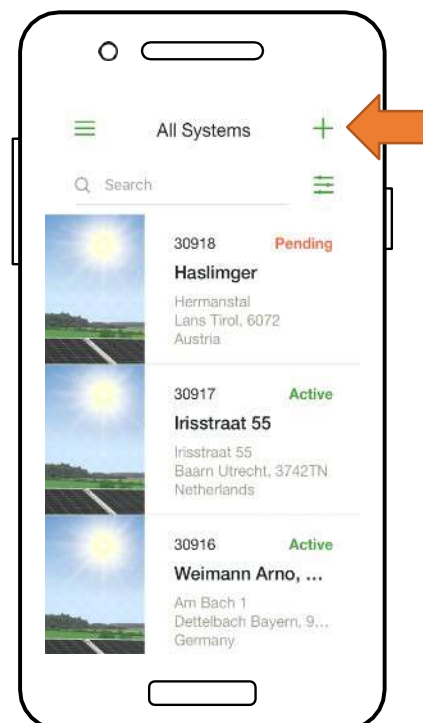 All Systems
Search
30918 Pending
Haslimger
Hermanstal
Lans Tirol, 6072
Austria
30917 Active
Irisstraat 55
Irisstraat 55
Baarn Utrecht, 3742TN
Netherlands
30916 Active
Weimann Arno, ...
Am Bach 1
Dettelbach Bayern, 9...
Germany